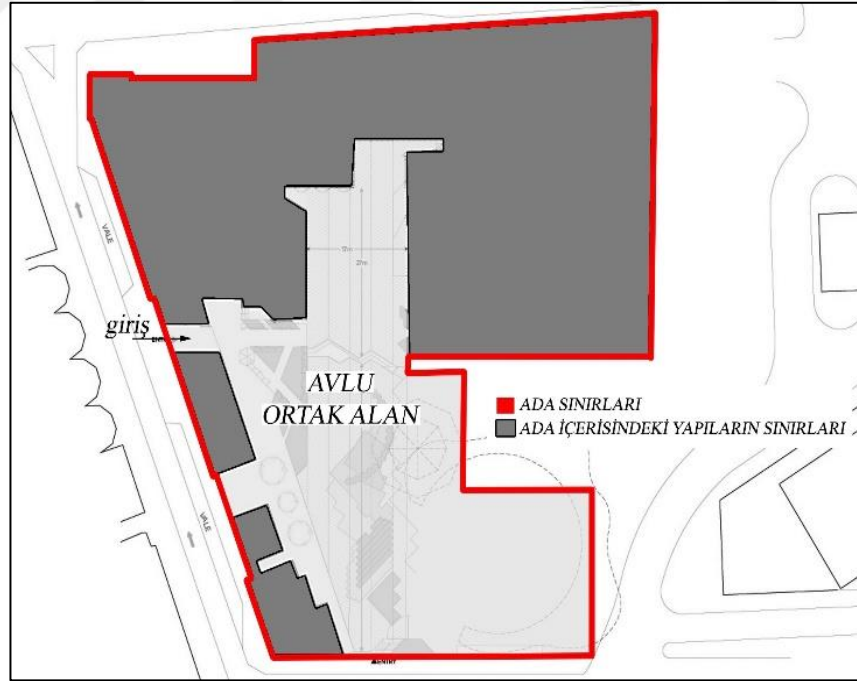 VALE
giriş
AVLU
ORTAK ALAN
ADA SINIRLARI
ADA İÇERİSİNDEKİ YAPILARIN SINIRLARI
VALE